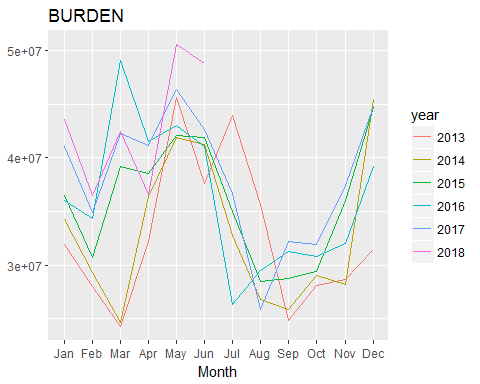 BURDEN
5e+07
4e+07
3e+07
Jan Feb Mar Apr May Jun Jul Aug Sep Oct Nov Dec
Month
year
2013
2014
2015
2016
2017
2018